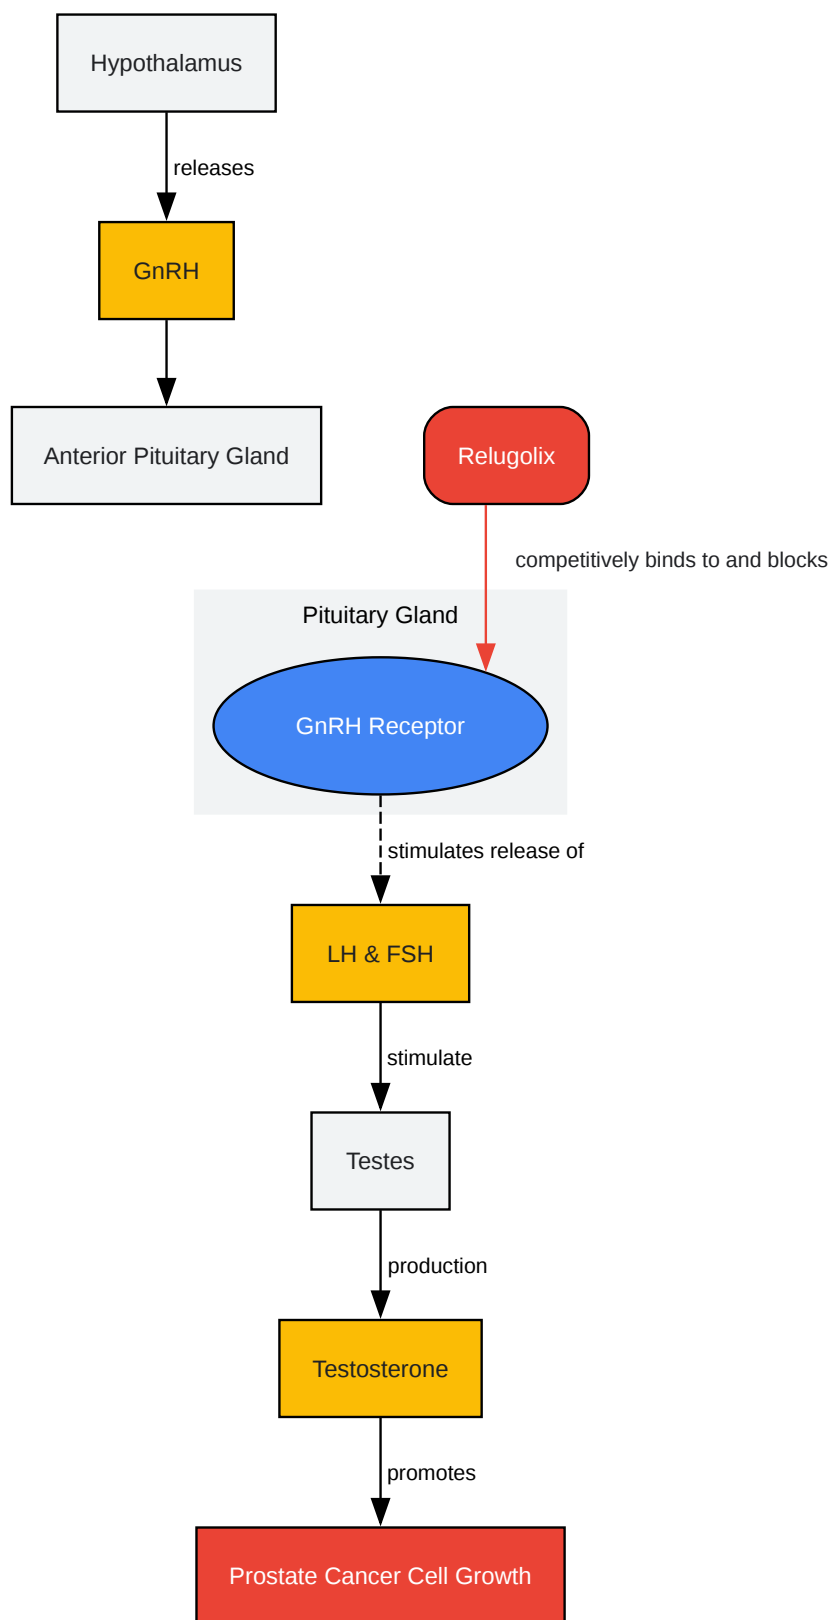 Hypothalamus
releases
GnRH
Anterior Pituitary Gland
Relugolix
competitively binds to and blocks
Pituitary Gland
GnRH Receptor
stimulates release of
LH & FSH
stimulate
Testes
production
Testosterone
promotes
Prostate Cancer Cell Growth